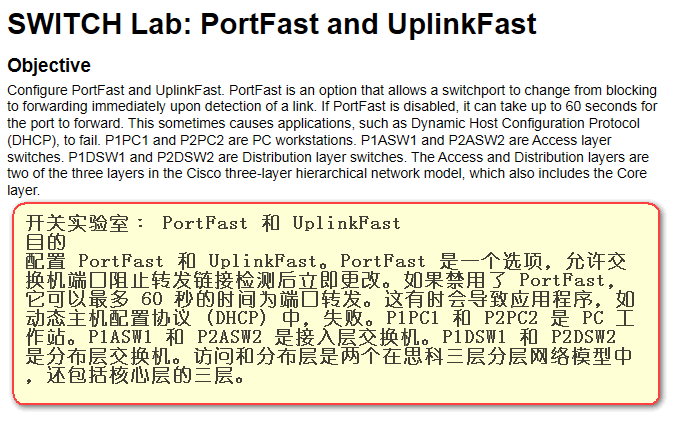 SWITCH Lab: PortFast and UplinkFast
Objective
Configure PortFast and UplinkFast. PortFast is an option that allows a switchport to change from blocking
to forwarding immediately upon detection of a link. If PortFast is disabled, it can take up to 60 seconds for
the port to forward. This sometimes causes applications, such as Dynamic Host Configuration Protocol
(DHCP), to fail. P1PC1 and P2PC2 are PC workstations. P1ASW1 and P2ASW2 are Access layer
switches. P1DSW1 and P2DSW2 are Distribution layer switches. The Access and Distribution layers are
two of the three layers in the Cisco three-layer hierarchical network model, which also includes the Core
layer.
开关实验室： PortFast 和 UplinkFast
目的
配置 PortFast 和 UplinkFast。PortFast 是一个选项，允许交
换机端口阻止转发链接检测后立即更改。如果禁用了 PortFast，
它可以最多 60 秒的时间为端口转发。这有时会导致应用程序，如
动态主机配置协议 (DHCP) 中，失败。P1PC1 和 P2PC2 是 PC 工
作站。P1ASW1 和 P2ASW2 是接入层交换机。P1DSW1 和 P2DSW2
是分布层交换机。访问和分布层是两个在思科三层分层网络模型中
，还包括核心层的三层。